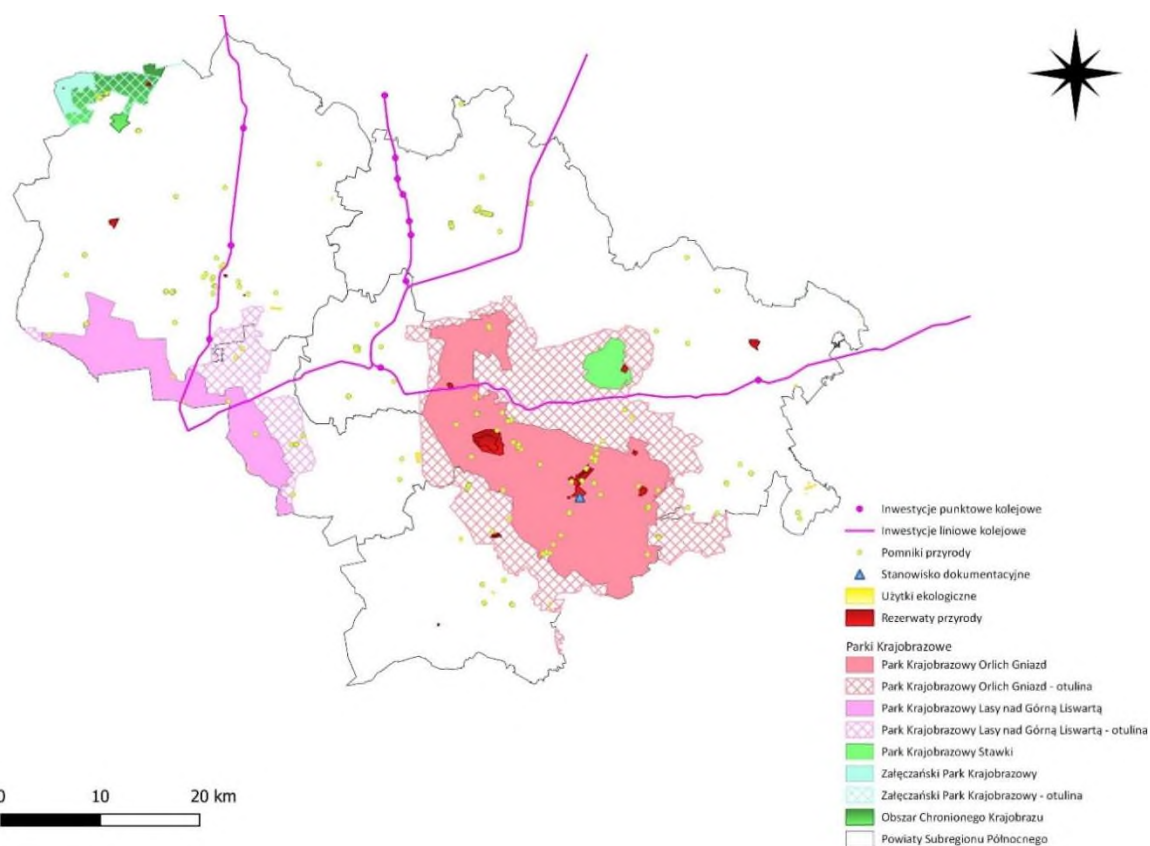 Inwestycje punktowe kolejowe
Inwestycje liniowe kolejowe
Pomniki przyrody
Stanowisko dokumentacyjne
Użytki ekologiczne
Rezerwaty przyrody
Parki Krajobrazowe
Park Krajobrazowy Orlich Gniazd
Park Krajobrazowy Orlich Gniazd - otulina
Park Krajobrazowy Lasy nad Górną Liswartą
Park Krajobrazowy Lasy nad Górną Liswartą - otulina
Park Krajobrazowy Stawki
Załęczański Park Krajobrazowy
Załęczański Park Krajobrazowy - otulina
Obszar Chronionego Krajobrazu
Powiaty Subregionu Północnego
0 10 20 km